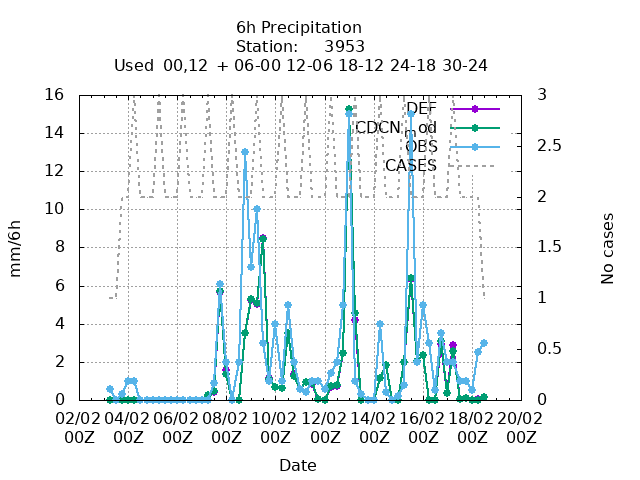 6h Precipitation
Station: 3953
Used 00,12 + 06-00 12-06 18-12 24-18 30-24
16
14
12
10
8
6
4
2
0
mm/6h
3
2.5
2
1.5
1
0.5
0
No cases
DEF
CDCN_mod
OBS
CASES
02/02 04/02 06/02 08/02 10/02 12/02 14/02 16/02 18/02 20/02
00Z 00Z 00Z 00Z 00Z 00Z 00Z 00Z 00Z 00Z
Date